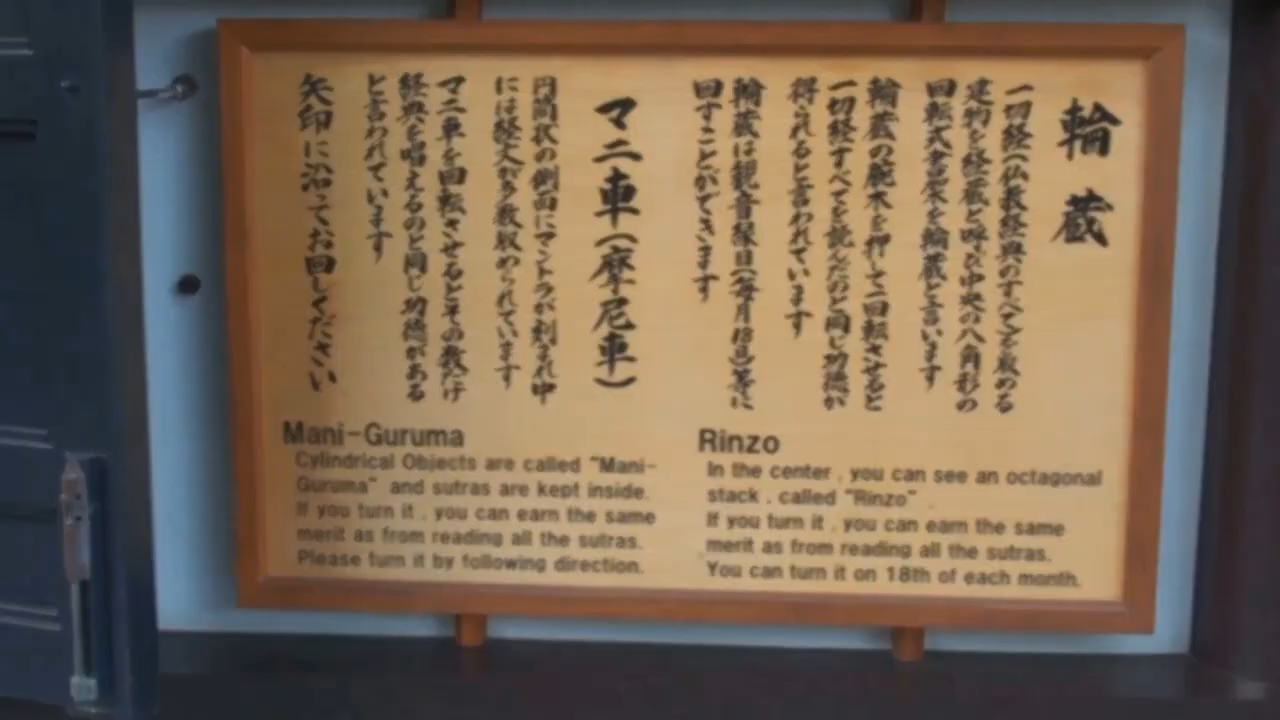 輪蔵
一切経(仏教経典のすべてを収める
建物を経蔵と呼び中央の八角形の
回転式書架を輪蔵と言います
輪蔵の腕木を押して一回転させると
一切経すべてを読んだのと同じ功徳が
得られると言われています
輪蔵は観音縁日(毎月18日)等に
回すことができます
マニ車(摩尼車)
円筒状の側面にマントラが刻まれ中
には経文が多数収められています
マニ車を回転させるとその数だけ
経典を唱えるのと同じ功徳がある
と言われています
矢印に沿ってお回しください
Rinzo
In the center , you can see an octagonal
stack , called "Rinzo"
If you turn it , you can earn the same
merit as from reading all the sutras.
You can turn it on 18th of each month.
Mani-Guruma
Cylindrical Objects are called "Mani-
Guruma" and sutras are kept inside.
If you turn it , you can earn the same
merit as from reading all the sutras.
Please turn it by following direction.